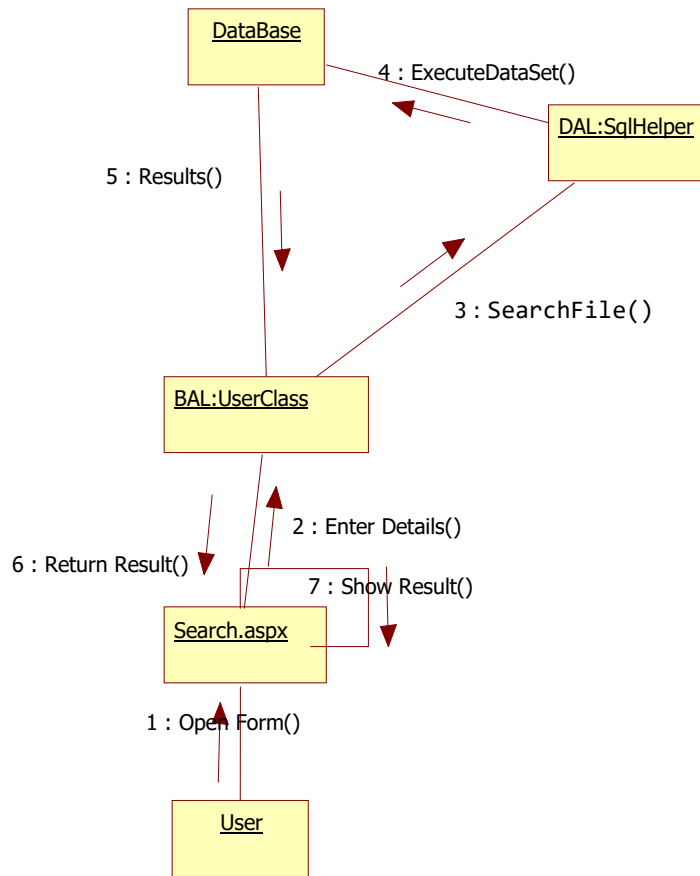 DataBase
4 : ExecuteDataSet()
DAL:SqlHelper
5 : Results()
3 : SearchFile()
BAL:UserClass
2 : Enter Details()
6 : Return Result()
7 : Show Result()
Search.aspx
1 : Open Form()
User